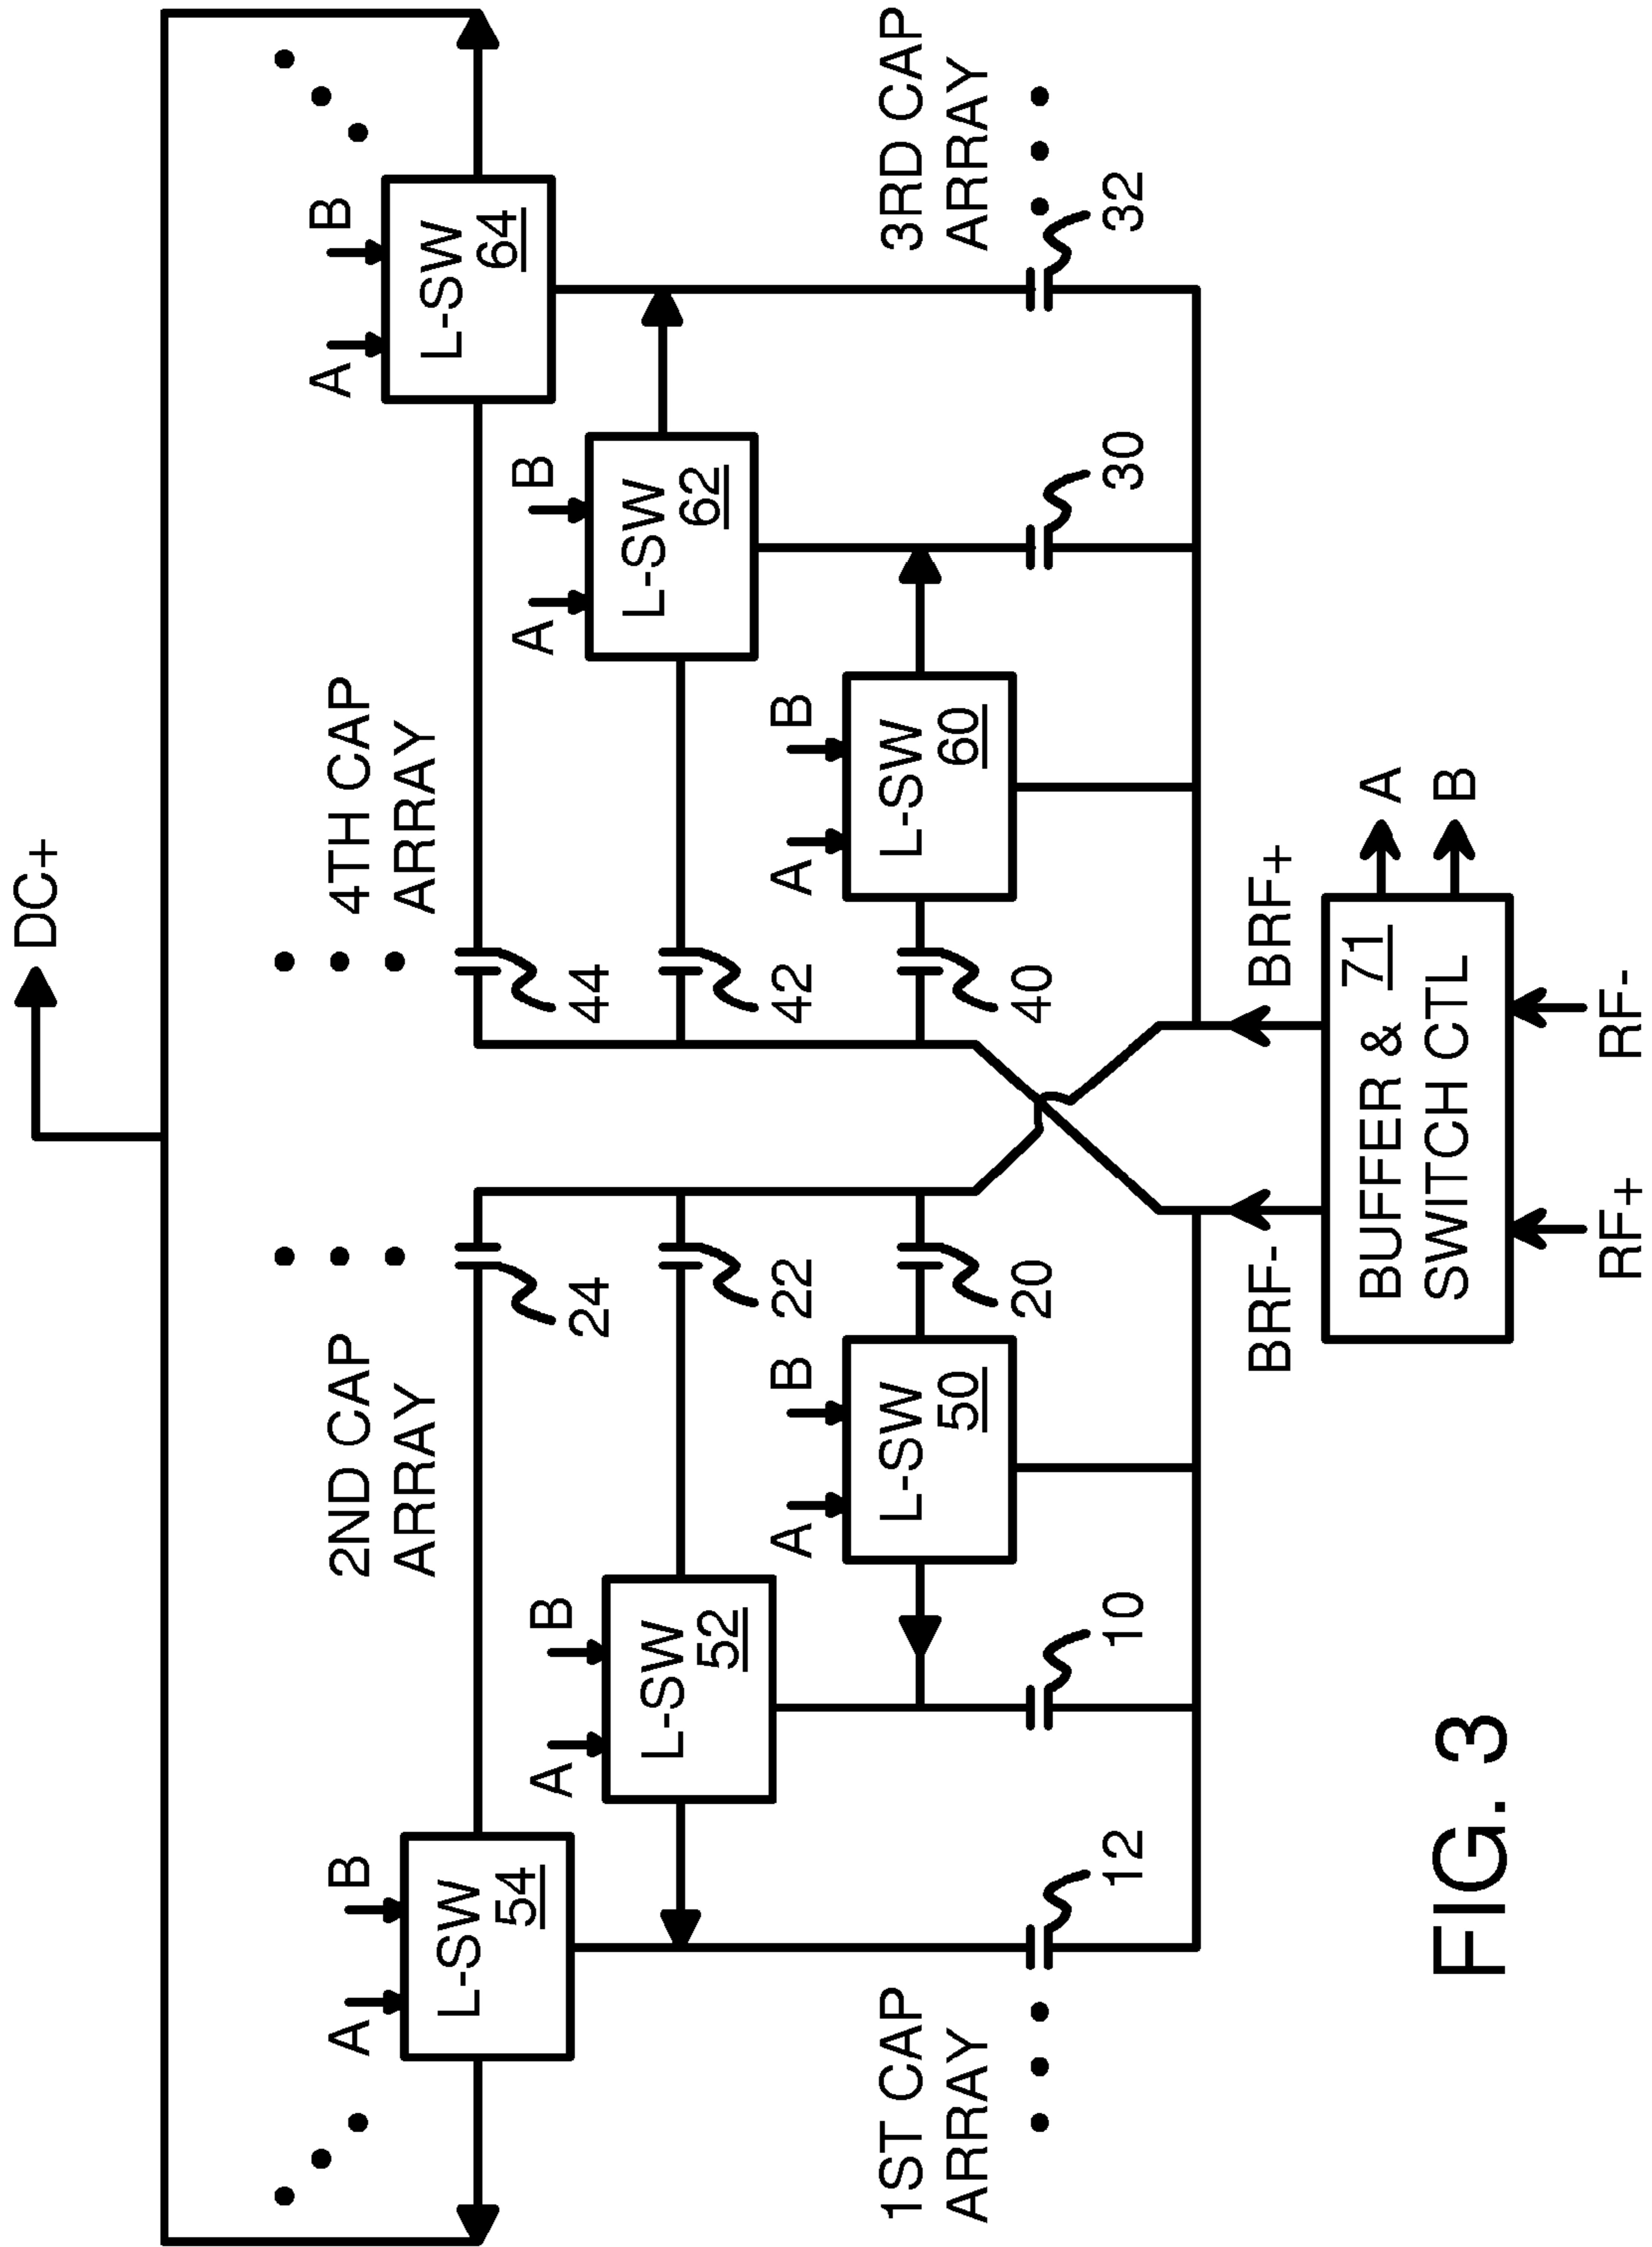 DC+
4TH CAP
ARRAY
2ND CAP
ARRAY
A
B
L-SW
54
A
B
L-SW
64
24
44
A
B
L-SW
52
A
B
L-SW
62
22
42
A
B
L-SW
50
A
B
L-SW
60
20
40
1ST CAP
ARRAY
12
10
30
32
3RD CAP
ARRAY
BRF-
BRF+
BUFFER & 71
SWITCH CTL
A
B
RF+
RF-
FIG. 3